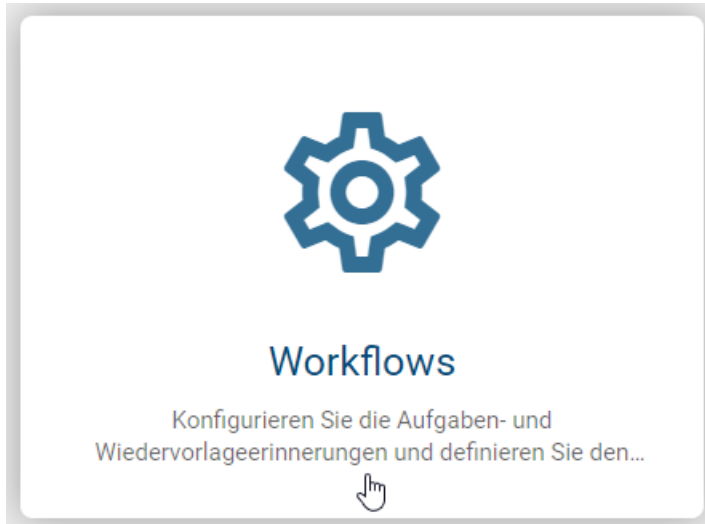 Workflows
Konfigurieren Sie die Aufgaben- und
Wiedervorlageerinnerungen und definieren Sie den...